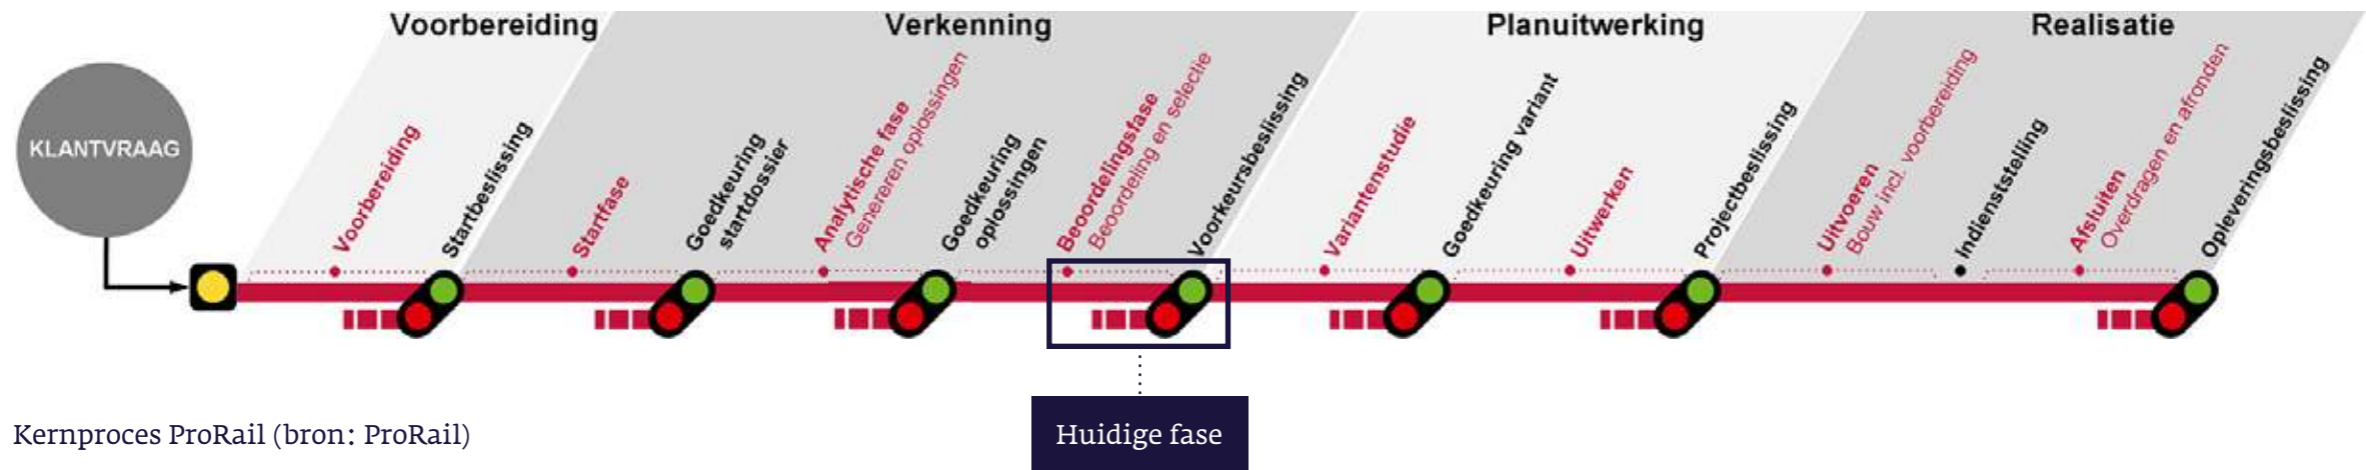 Voorbereiding
Verkenning
Planuitwerking
Realisatie
KLANTVRAAG
Voorbereiding
Startbeslissing
Startfase
Goedkeuring
startdossier
Analytische fase
Genereren oplossingen
Goedkeuring
oplossingen
Beoordelingsfase
Beoordeling en selectie
Voorkeursbeslissing
Variantenstudie
Goedkeuring variant
Uitwerken
Projectbeslissing
Uitvoeren
Bouw incl. voorbereiding
Indienststelling
Afsluiten
Overdragen en afronden
Opleveringsbeslissing
Huidige fase
Kernproces ProRail (bron: ProRail)